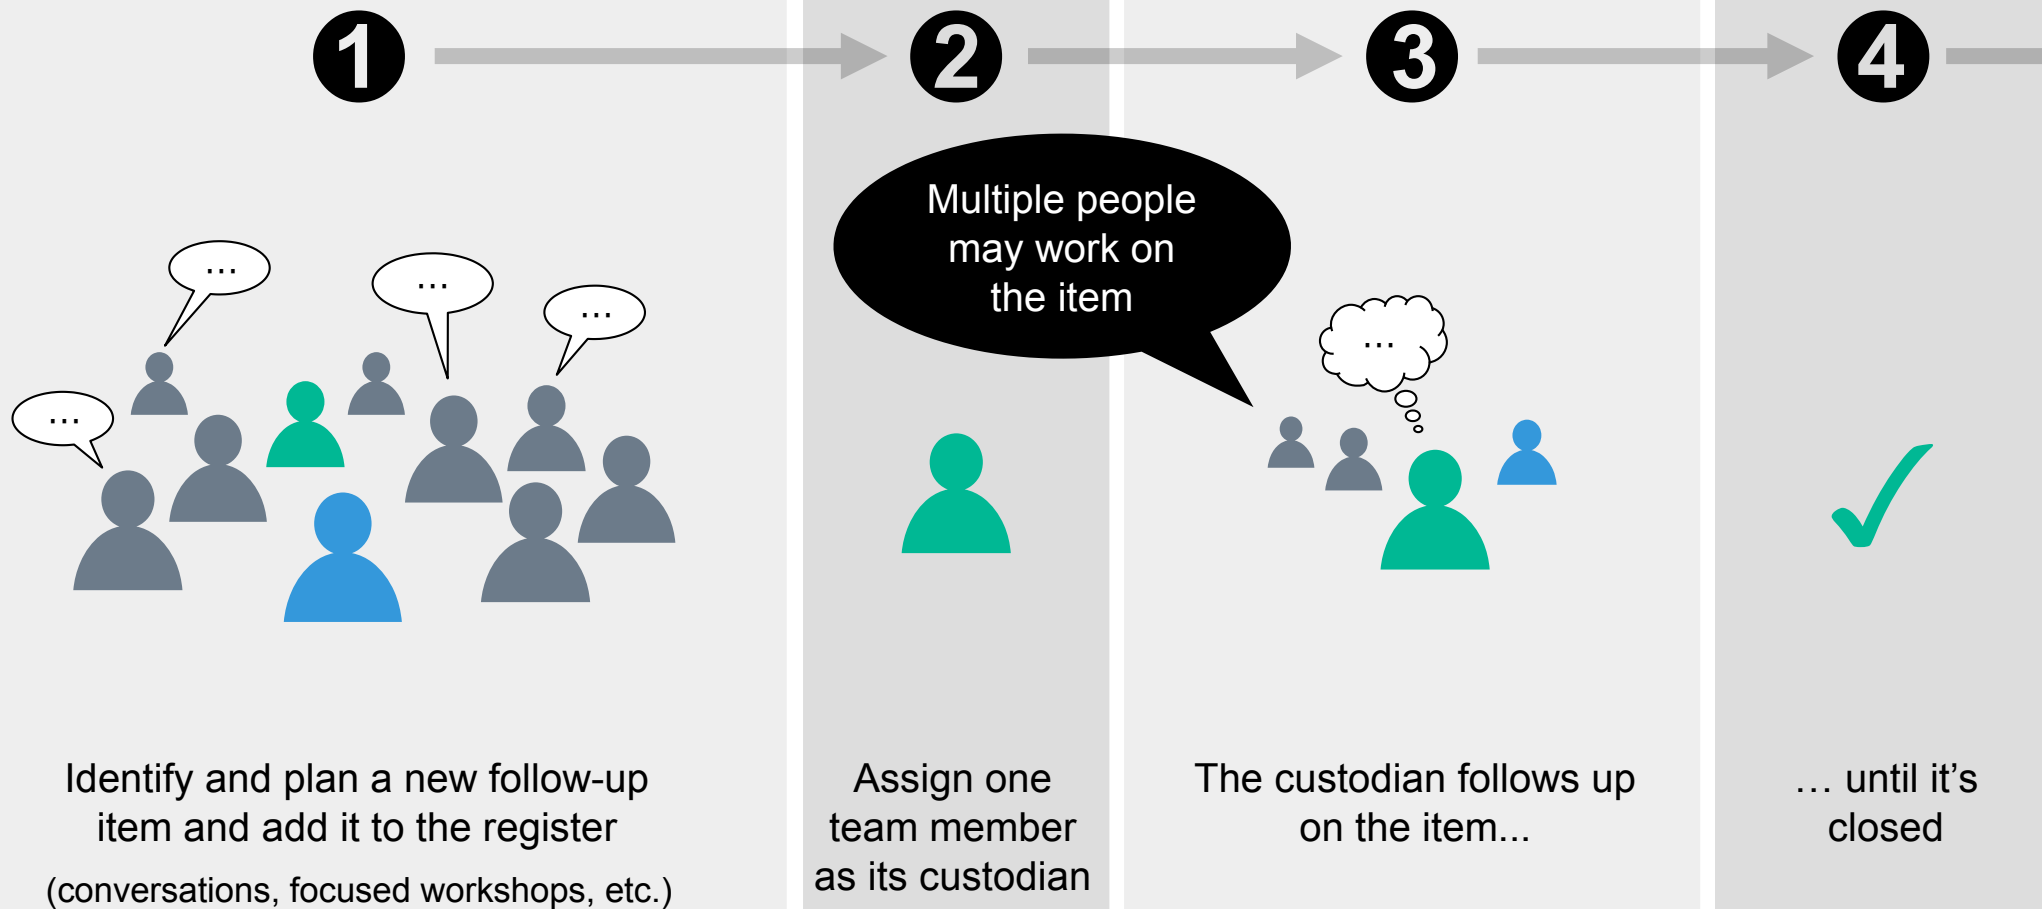 1
2
3
4
Multiple people
may work on
the item
...
...
...
...
...
Identify and plan a new follow-up
item and add it to the register
(conversations, focused workshops, etc.)
Assign one
team member
as its custodian
The custodian follows up
on the item...
… until it’s
closed